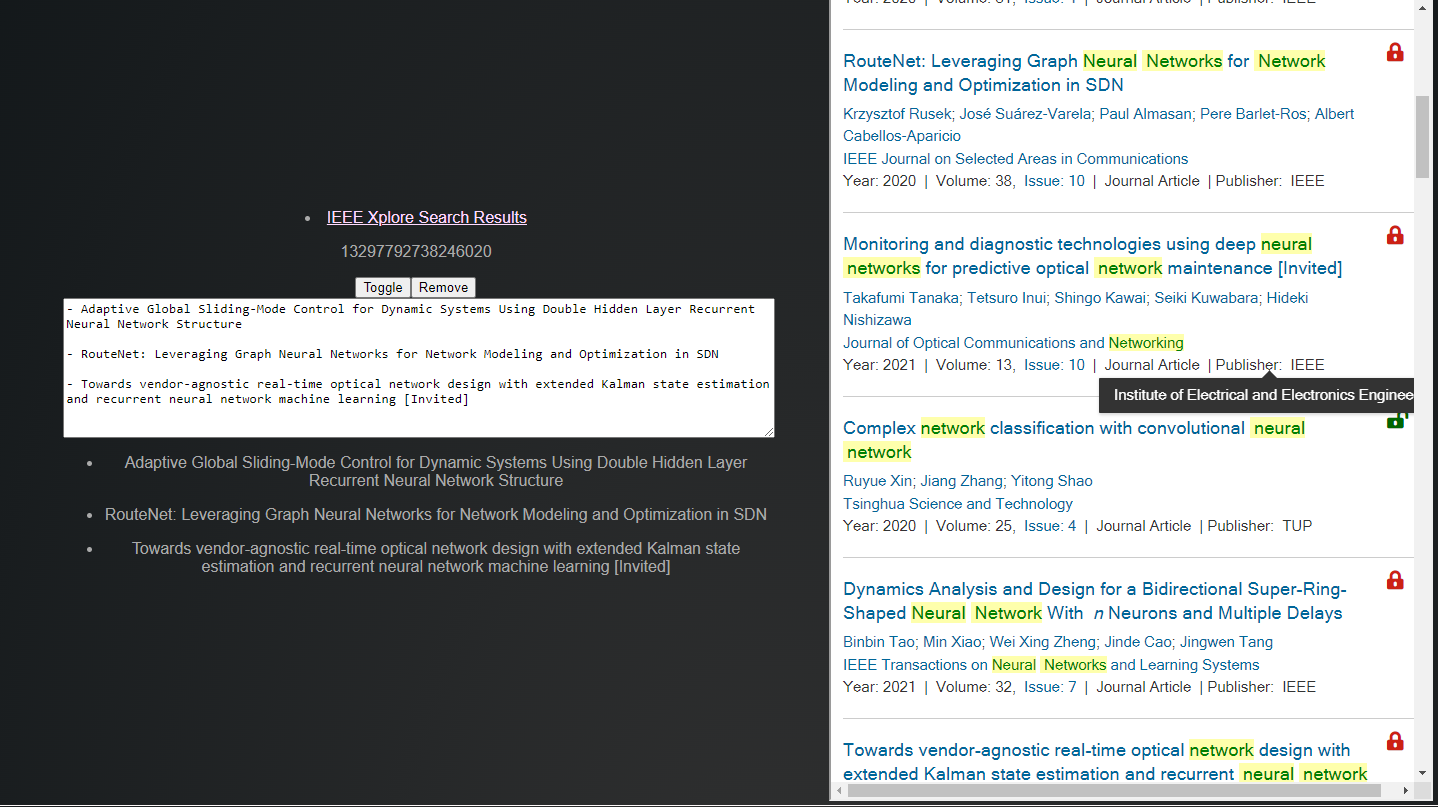 IEEE Xplore Search Results
13297792738246020
Toggle Remove
- Adaptive Global Sliding-Mode Control for Dynamic Systems Using Double Hidden Layer Recurrent
Neural Network Structure
- RouteNet: Leveraging Graph Neural Networks for Network Modeling and Optimization in SDN
- Towards vendor-agnostic real-time optical network design with extended Kalman state estimation
and recurrent neural network machine learning [Invited]
Adaptive Global Sliding-Mode Control for Dynamic Systems Using Double Hidden Layer
Recurrent Neural Network Structure
RouteNet: Leveraging Graph Neural Networks for Network Modeling and Optimization in SDN
Towards vendor-agnostic real-time optical network design with extended Kalman state
estimation and recurrent neural network machine learning [Invited]
Year: 2020 | Volume: 31, Issue: | Journal Article | Publisher: IEEE
RouteNet: Leveraging Graph Neural Networks for Network
Modeling and Optimization in SDN
Krzysztof Rusek; José Suárez-Varela; Paul Almasan; Pere Barlet-Ros; Albert
Cabellos-Aparicio
IEEE Journal on Selected Areas in Communications
Year: 2020 | Volume: 38, Issue: 10 | Journal Article | Publisher: IEEE
Monitoring and diagnostic technologies using deep neural
networks for predictive optical network maintenance [Invited]
Takafumi Tanaka; Tetsuro Inui; Shingo Kawai; Seiki Kuwabara; Hideki
Nishizawa
Journal of Optical Communications and Networking
Year: 2021 | Volume: 13, Issue: 10 | Journal Article | Publisher: IEEE
Institute of Electrical and Electronics Enginee
Complex network classification with convolutional neural
network
Ruyue Xin; Jiang Zhang; Yitong Shao
Tsinghua Science and Technology
Year: 2020 | Volume: 25, Issue: 4 | Journal Article | Publisher: TUP
Dynamics Analysis and Design for a Bidirectional Super-Ring-
Shaped Neural Network With n Neurons and Multiple Delays
Binbin Tao; Min Xiao; Wei Xing Zheng; Jinde Cao; Jingwen Tang
IEEE Transactions on Neural Networks and Learning Systems
Year: 2021 | Volume: 32, Issue: 7 | Journal Article | Publisher: IEEE
Towards vendor-agnostic real-time optical network design with
extended Kalman state estimation and recurrent neural network